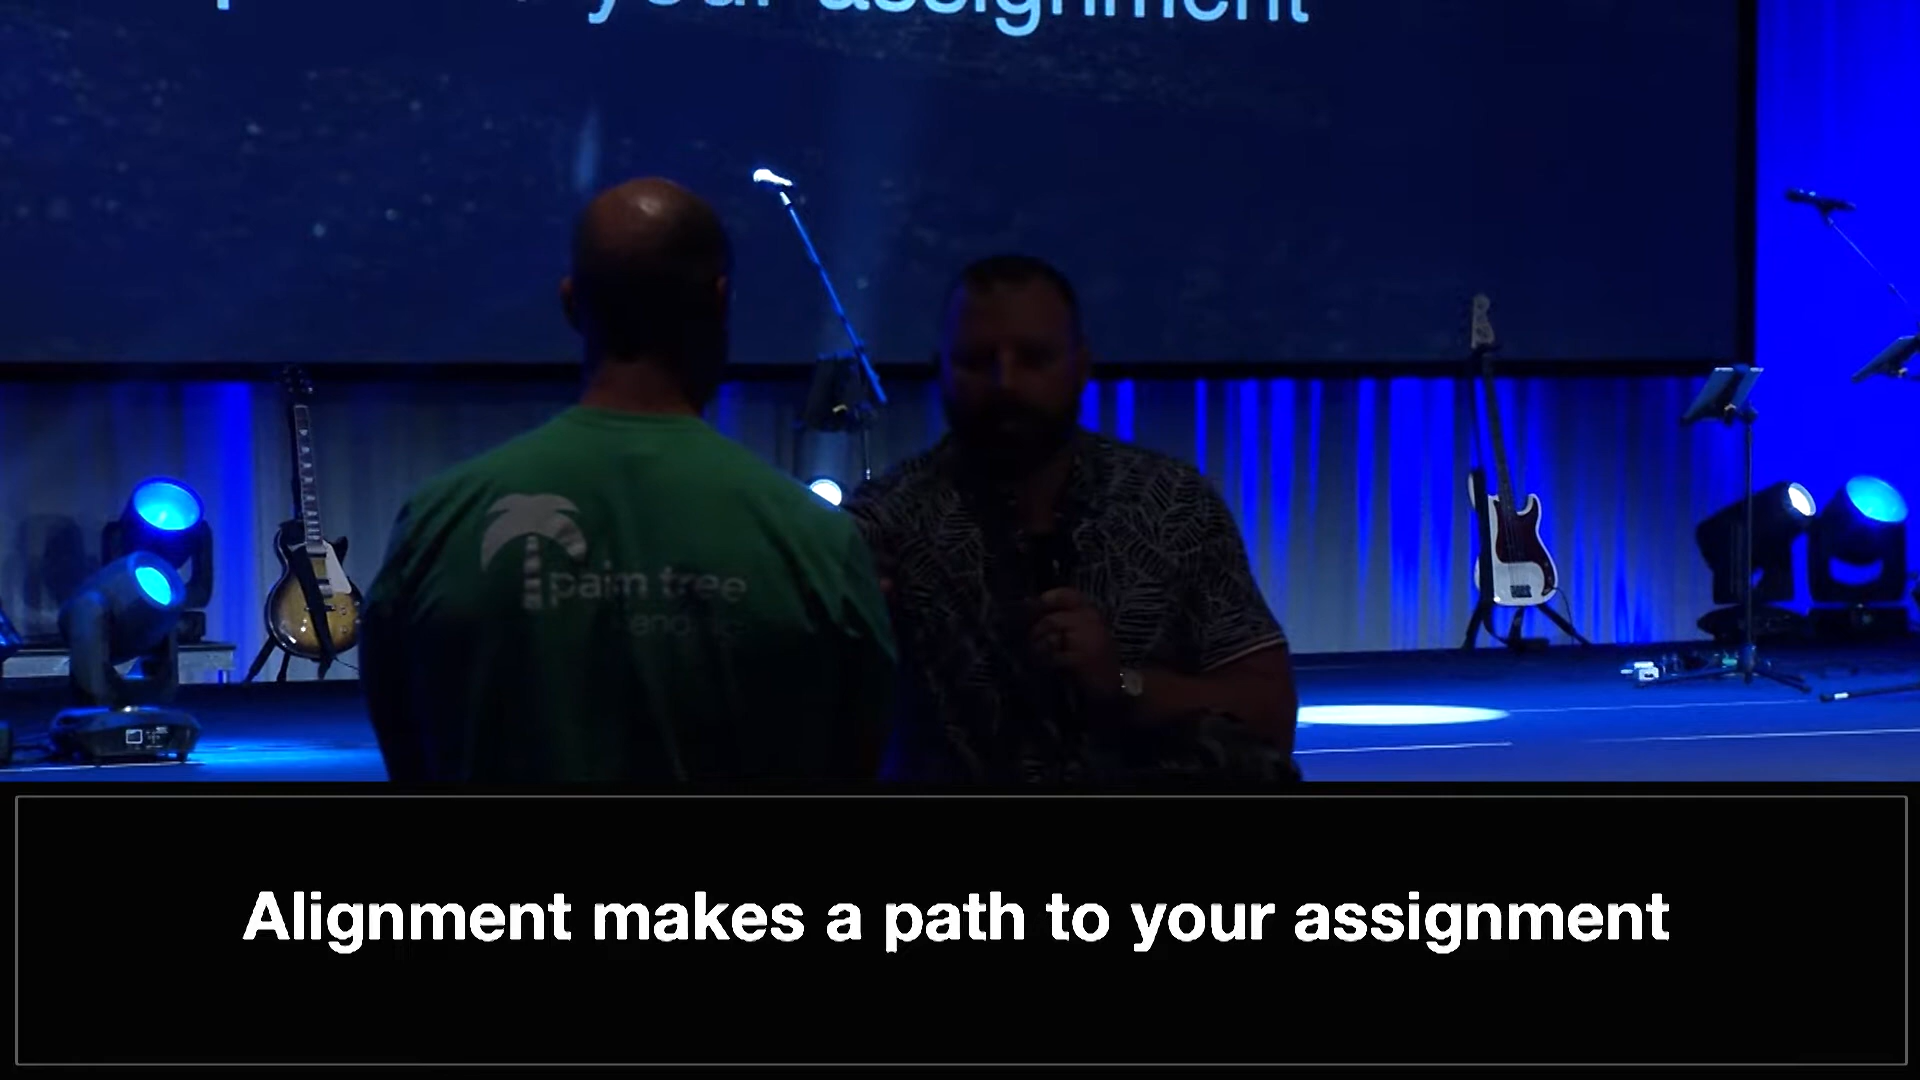 your assignment
palm tree
Alignment makes a path to your assignment